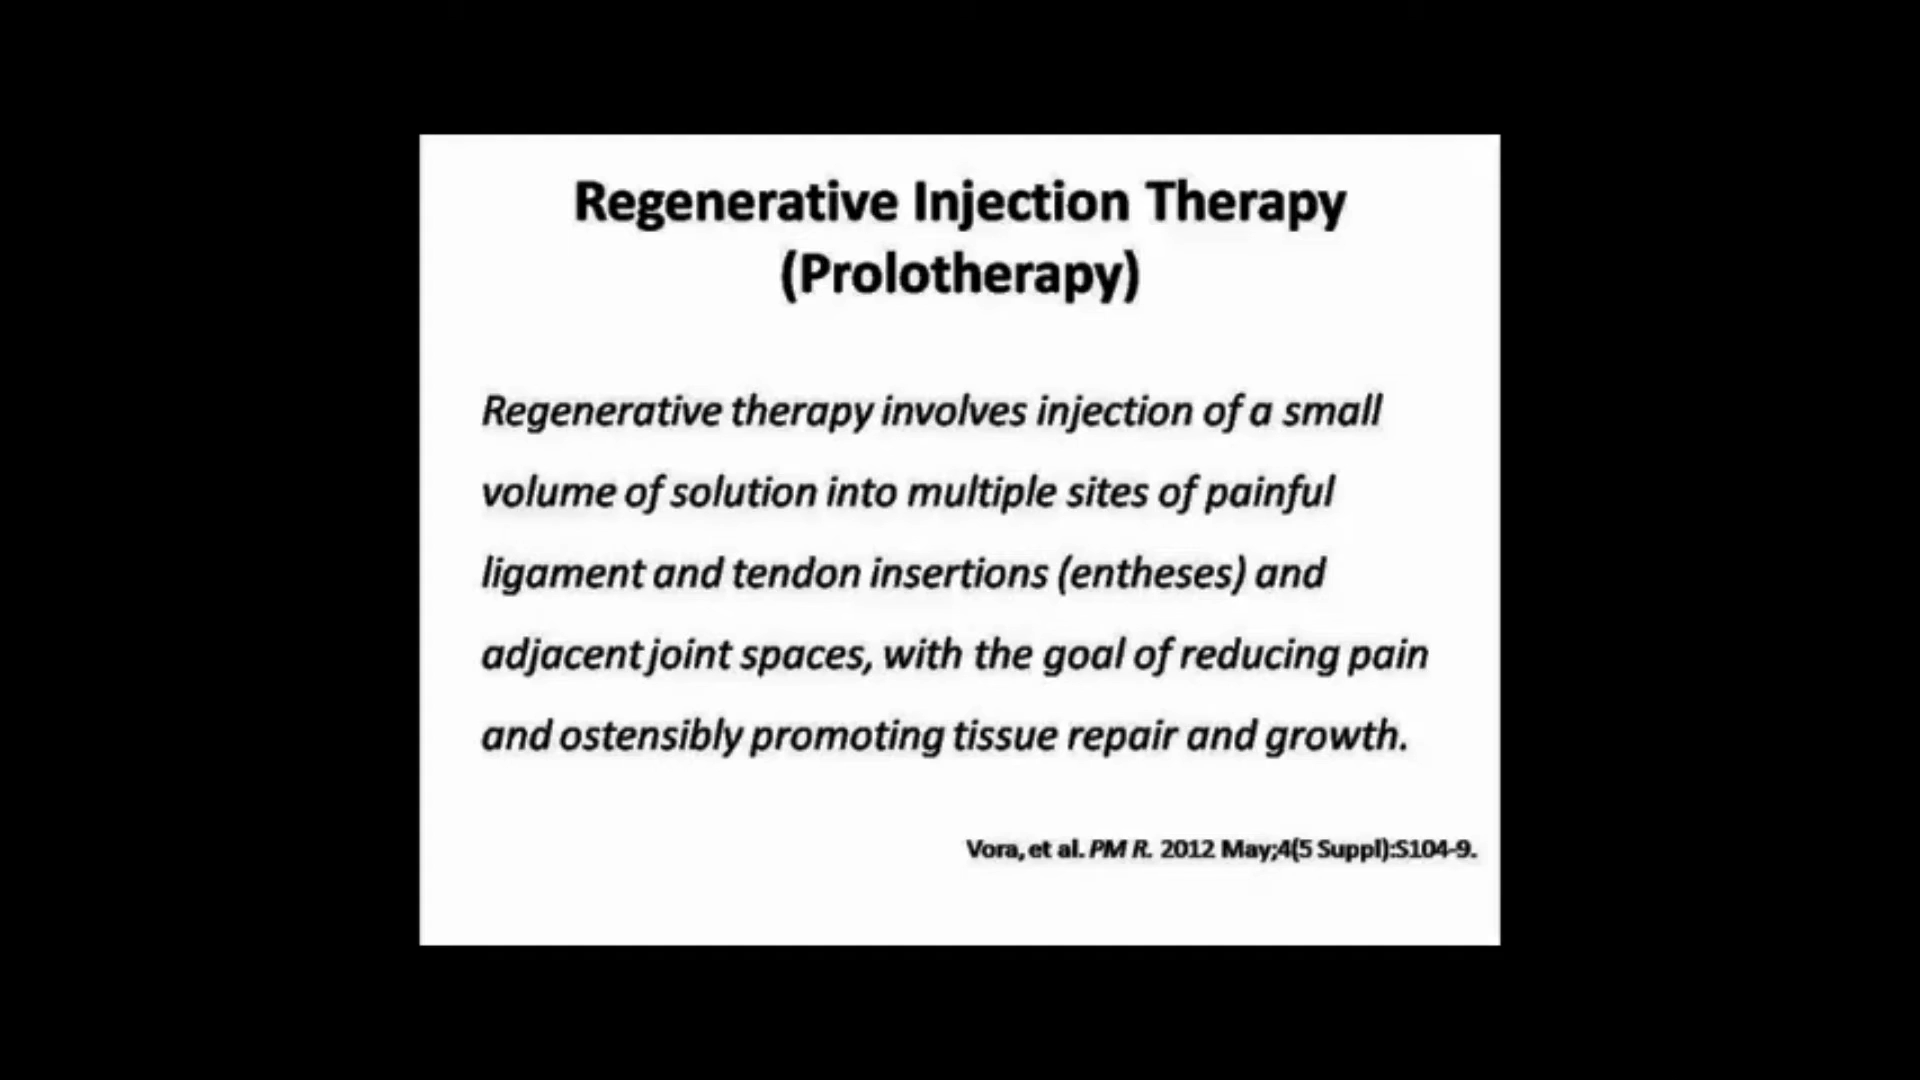 Regenerative Injection Therapy
(Prolotherapy)
Regenerative therapy involves injection of a small
volume of solution into multiple sites of painful
ligament and tendon insertions (entheses) and
adjacent joint spaces, with the goal of reducing pain
and ostensibly promoting tissue repair and growth.
Vora, et al. PM R. 2012 May;4(5 Suppl):S104-9.